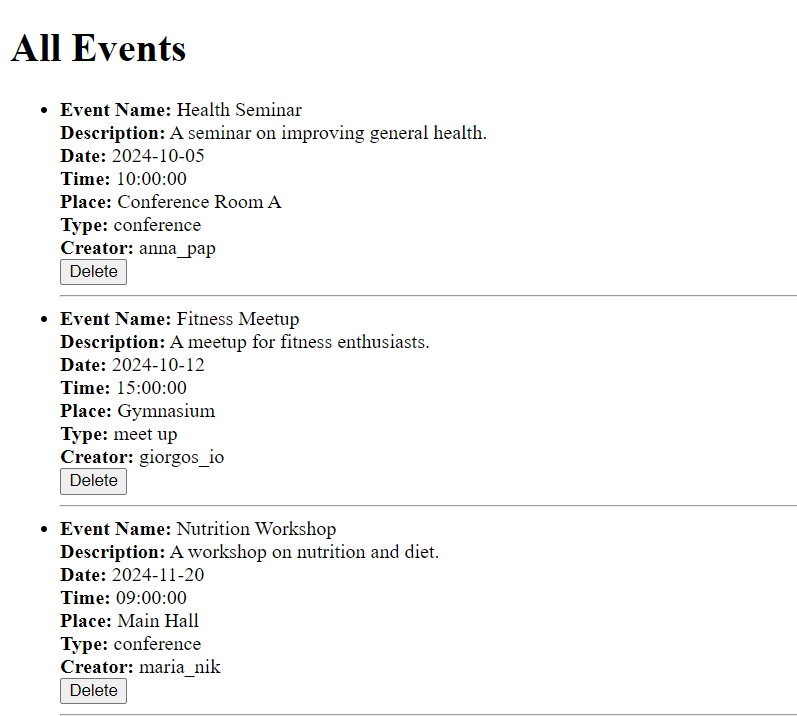 All Events
Event Name: Health Seminar
Description: A seminar on improving general health.
Date: 2024-10-05
Time: 10:00:00
Place: Conference Room A
Type: conference
Creator: anna_pap
Delete
Event Name: Fitness Meetup
Description: A meetup for fitness enthusiasts.
Date: 2024-10-12
Time: 15:00:00
Place: Gymnasium
Type: meet up
Creator: giorgos_io
Delete
Event Name: Nutrition Workshop
Description: A workshop on nutrition and diet.
Date: 2024-11-20
Time: 09:00:00
Place: Main Hall
Type: conference
Creator: maria_nik
Delete